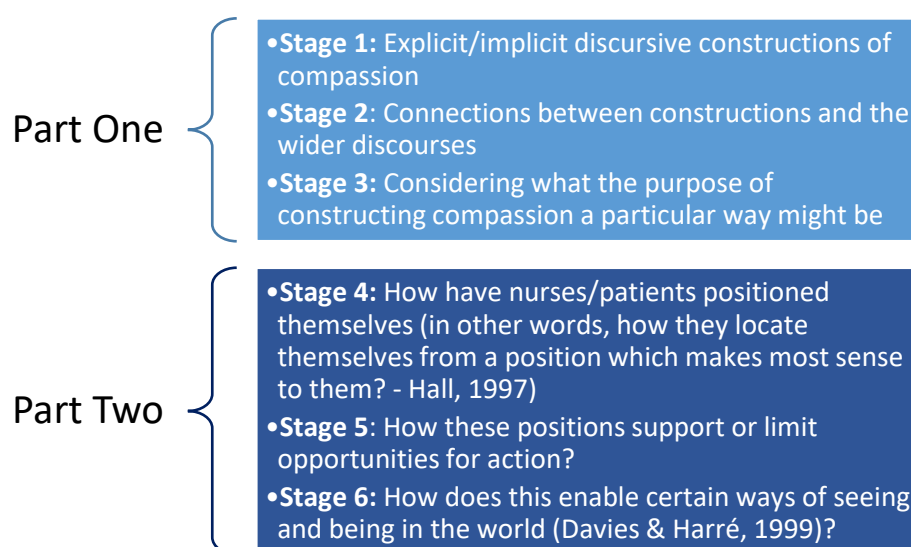 Part One
•Stage 1: Explicit/implicit discursive constructions of
compassion
•Stage 2: Connections between constructions and the
wider discourses
•Stage 3: Considering what the purpose of
constructing compassion a particular way might be
Part Two
•Stage 4: How have nurses/patients positioned
themselves (in other words, how they locate
themselves from a position which makes most sense
to them? - Hall, 1997)
•Stage 5: How these positions support or limit
opportunities for action?
•Stage 6: How does this enable certain ways of seeing
and being in the world (Davies & Harré, 1999)?